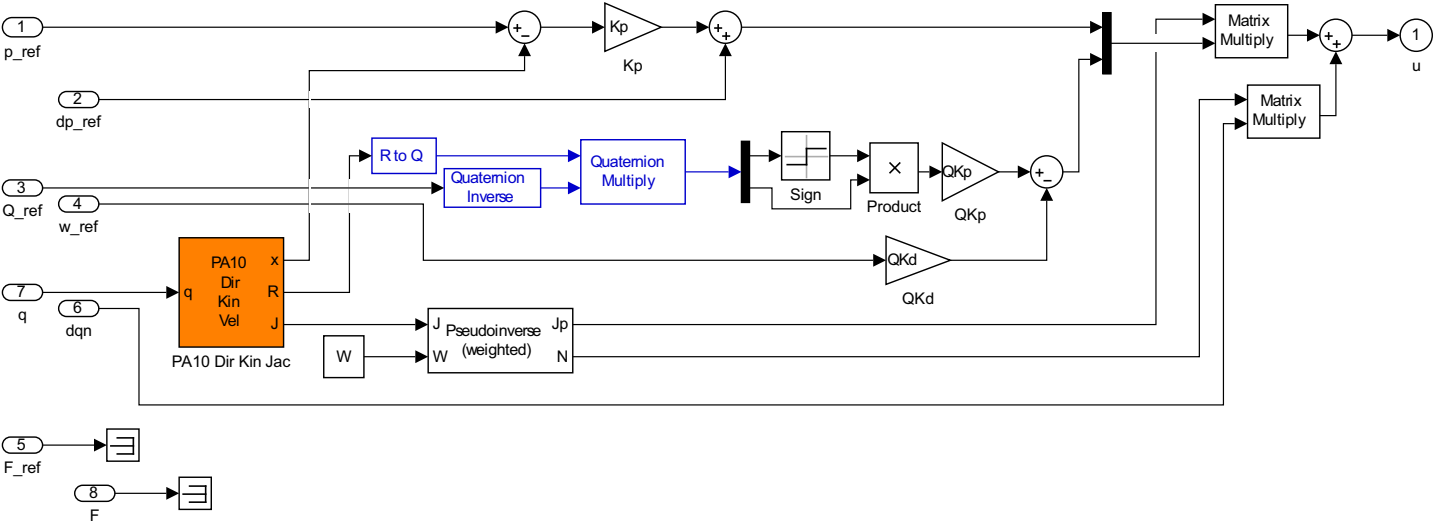 1
p_ref
+
−
Kp
Kp
+
+
Matrix
Multiply
+
+
1
u
2
dp_ref
Matrix
Multiply
R to Q
Quaternion
Inverse
Quaternion
Multiply
Sign
×
Product
QKp
QKp
+
−
3
Q_ref
4
w_ref
QKd
QKd
PA10
Dir
Kin
Vel
q
x
R
J
PA10 Dir Kin Jac
7
q
6
dqn
W
J
W
Pseudoinverse
(weighted)
Jp
N
5
F_ref
8
F